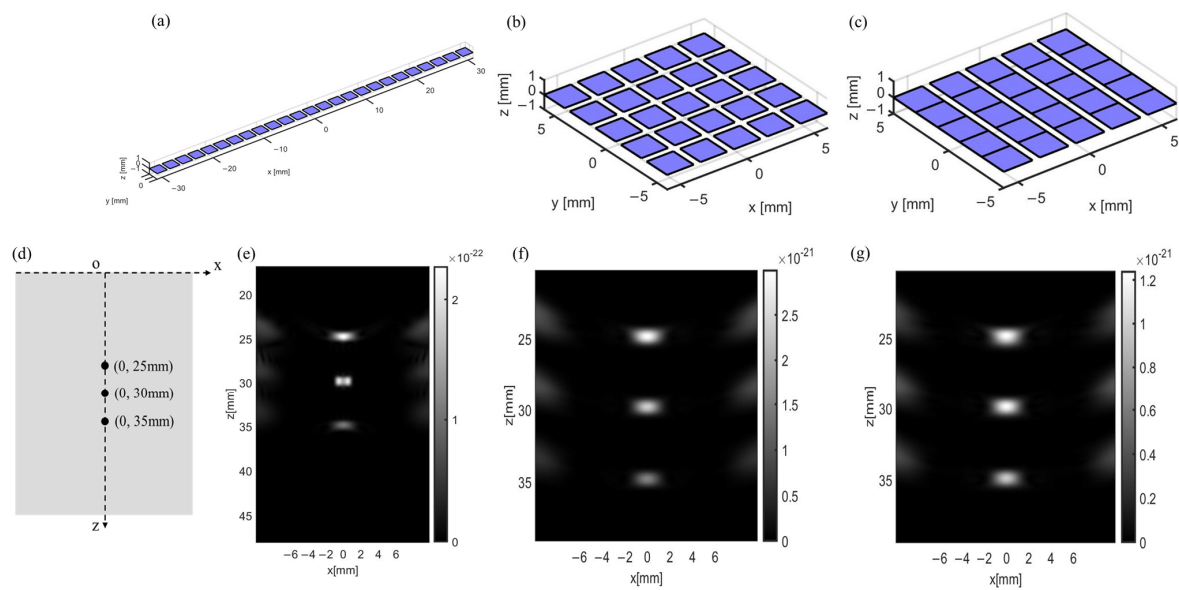 (a)
1
0
−1
z [mm]
0
y [mm]
−30
−20
−10
0
10
20
30
x [mm]
(b)
1
0
−1
z [mm]
5
0
−5
y [mm]
−5
0
5
x [mm]
(c)
1
0
−1
z [mm]
5
0
−5
y [mm]
−5
0
5
x [mm]
(d)
o
x
(0, 25mm)
(0, 30mm)
(0, 35mm)
z
(e)
×10⁻²²
20
25
30
35
40
45
z[mm]
−6 −4 −2 0 2 4 6
x[mm]
2
1
0
(f)
×10⁻²¹
25
30
35
z[mm]
−6 −4 −2 0 2 4 6
x[mm]
2.5
2
1.5
1
0.5
0
(g)
×10⁻²¹
25
30
35
z[mm]
−6 −4 −2 0 2 4 6
x[mm]
1.2
1
0.8
0.6
0.4
0.2
0